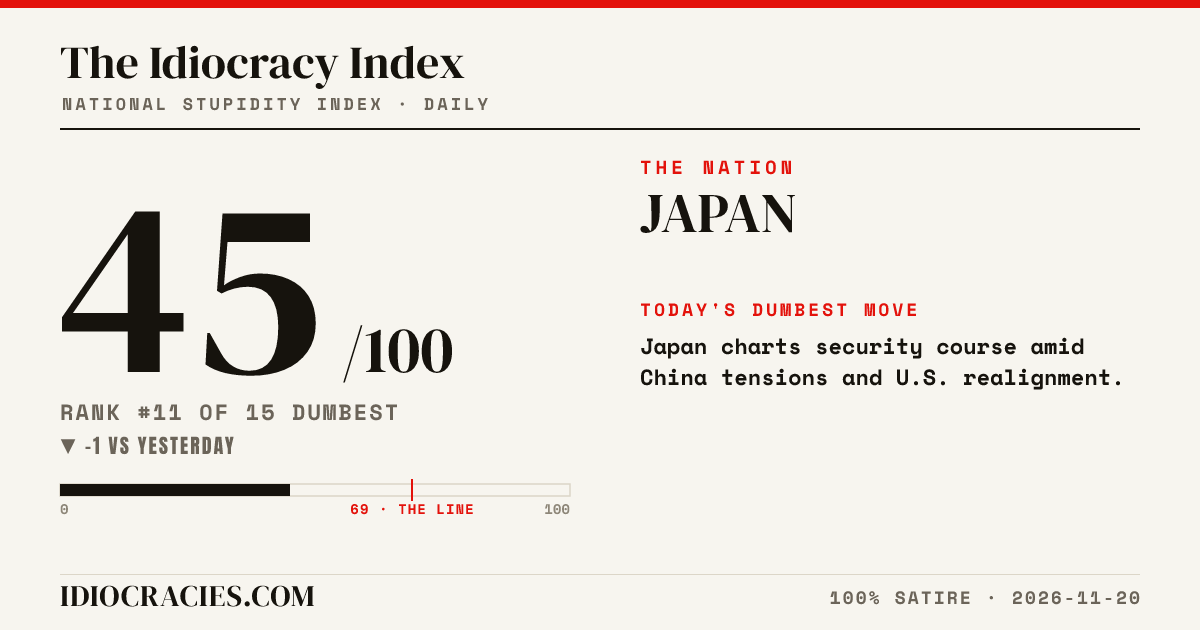 The Idiocracy Index
NATIONAL STUPIDITY INDEX · DAILY
45 /100
RANK #11 OF 15 DUMBEST
▼ -1 VS YESTERDAY
0
69 · THE LINE
100
THE NATION
JAPAN
TODAY'S DUMBEST MOVE
Japan charts security course amid
China tensions and U.S. realignment.
IDIOCRACIES.COM
100% SATIRE · 2026-11-20